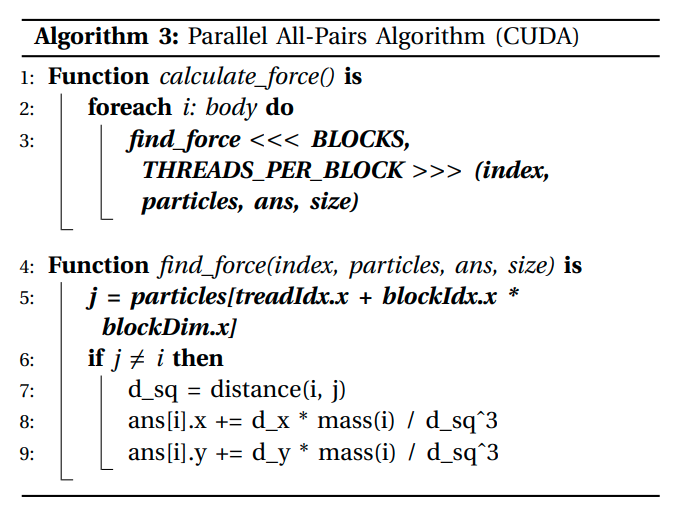 Algorithm 3: Parallel All-Pairs Algorithm (CUDA)
1: Function calculate_force() is
2: foreach i: body do
3: find_force <<< BLOCKS,
THREADS_PER_BLOCK >>> (index,
particles, ans, size)
4: Function find_force(index, particles, ans, size) is
5: j = particles[treadIdx.x + blockIdx.x *
blockDim.x]
6: if j ≠ i then
7: d_sq = distance(i, j)
8: ans[i].x += d_x * mass(i) / d_sq^3
9: ans[i].y += d_y * mass(i) / d_sq^3